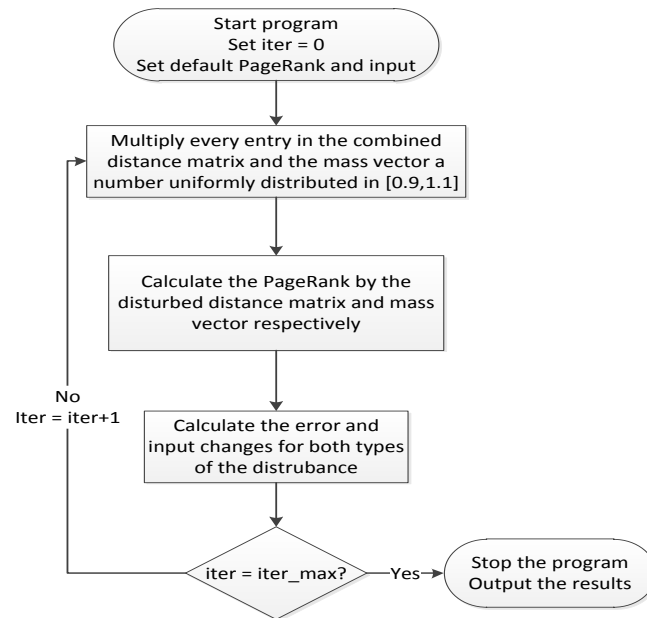 Start program
Set iter = 0
Set default PageRank and input
Multiply every entry in the combined
distance matrix and the mass vector a
number uniformly distributed in [0.9,1.1]
Calculate the PageRank by the
disturbed distance matrix and mass
vector respectively
No
Iter = iter+1
Calculate the error and
input changes for both types
of the distrubance
iter = iter_max?
Yes
Stop the program
Output the results